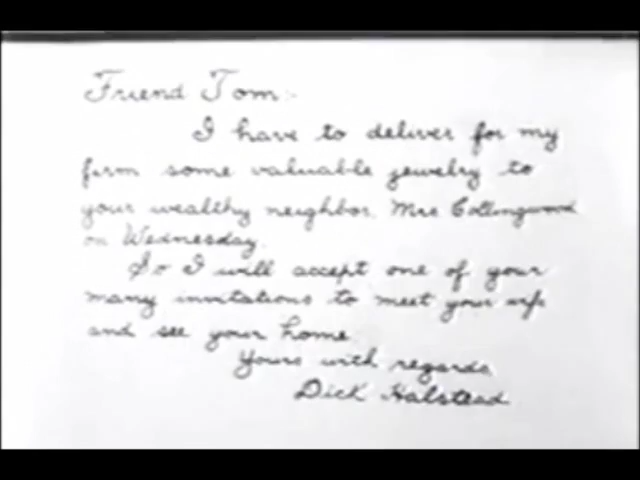 Friend Tom:-
I have to deliver for my
firm some valuable jewelry to
your wealthy neighbor, Mrs Collingwood
on Wednesday.
So I will accept one of your
many invitations to meet your wife
and see your home.
Yours with regards,
Dick Halstead